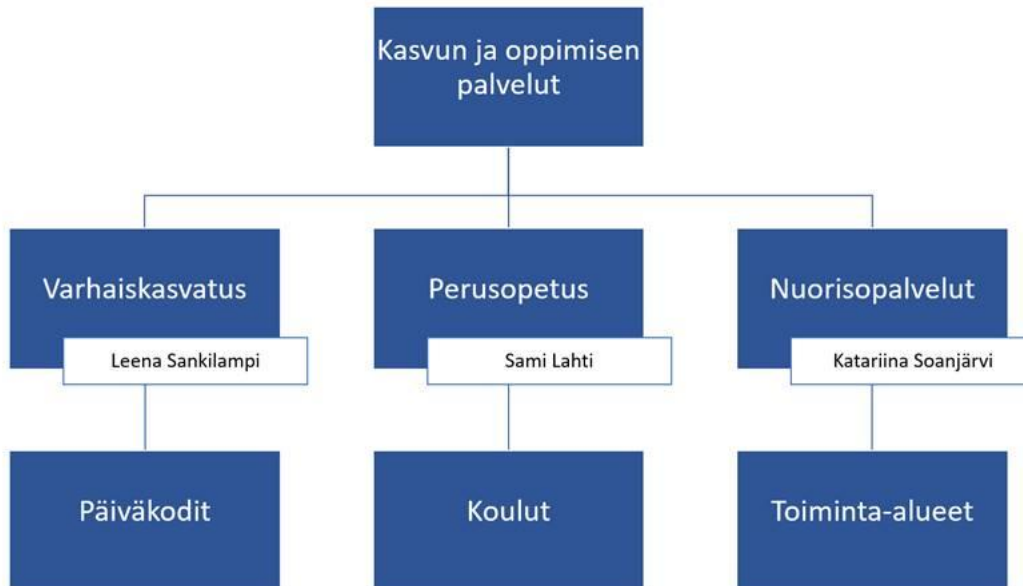 Kasvun ja oppimisen
palvelut
Varhaiskasvatus
Perusopetus
Nuorisopalvelut
Leena Sankilampi
Sami Lahti
Katariina Soanjärvi
Päiväkodit
Koulut
Toiminta-alueet